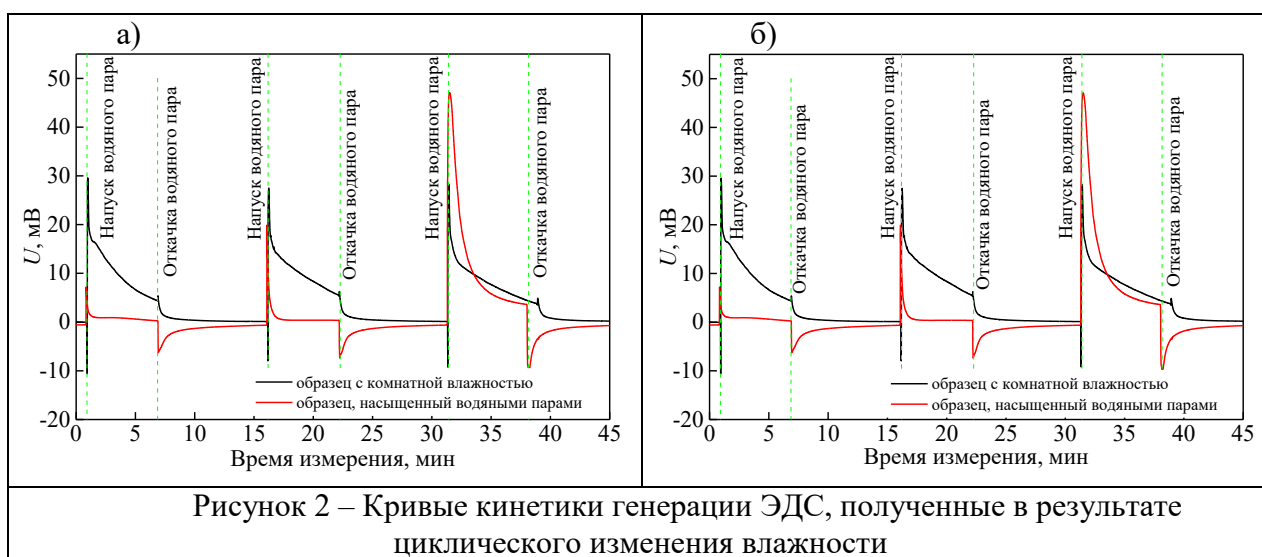 а)
50
40
30
20
10
0
-10
-20
U, мВ
Напуск водяного пара
Откачка водяного пара
Напуск водяного пара
Откачка водяного пара
Напуск водяного пара
Откачка водяного пара
образец с комнатной влажностью
образец, насыщенный водяными парами
0 5 10 15 20 25 30 35 40 45
Время измерения, мин
б)
50
40
30
20
10
0
-10
-20
U, мВ
Напуск водяного пара
Откачка водяного пара
Напуск водяного пара
Откачка водяного пара
Напуск водяного пара
Откачка водяного пара
образец с комнатной влажностью
образец, насыщенный водяными парами
0 5 10 15 20 25 30 35 40 45
Время измерения, мин
Рисунок 2 – Кривые кинетики генерации ЭДС, полученные в результате
циклического изменения влажности